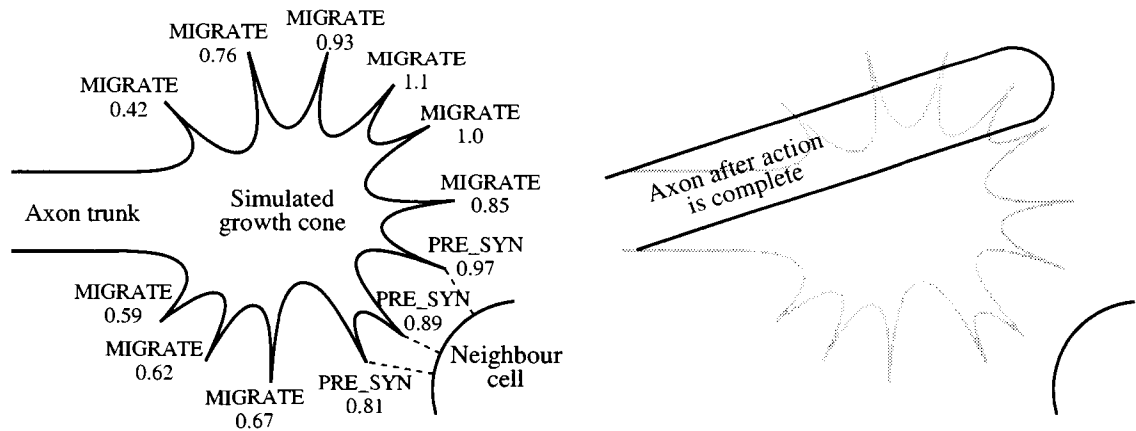 MIGRATE
0.93
MIGRATE
0.76
MIGRATE
1.1
MIGRATE
0.42
MIGRATE
1.0
MIGRATE
0.85
Axon trunk
Simulated
growth cone
PRE_SYN
0.97
PRE_SYN
0.89
MIGRATE
0.59
MIGRATE
0.62
MIGRATE
0.67
PRE_SYN
0.81
Neighbour
cell
Axon after action
is complete